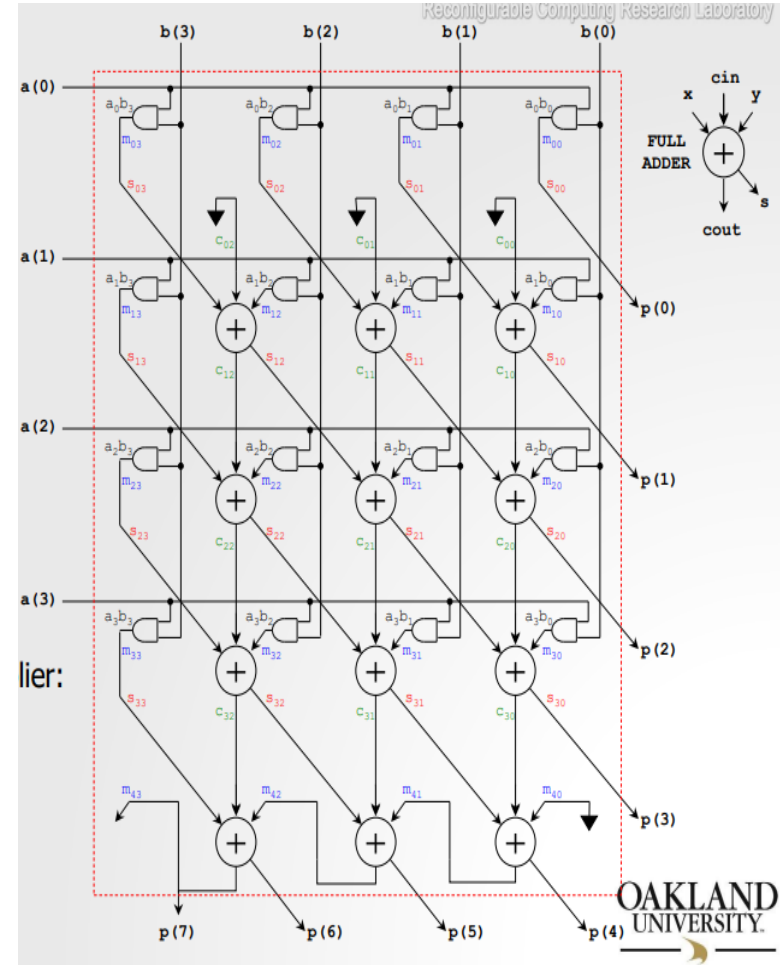 Reconfigurable Computing Research Laboratory
b(3) b(2) b(1) b(0)
a(0)
a₀b₃ a₀b₂ a₀b₁ a₀b₀
m₀₃ m₀₂ m₀₁ m₀₀
cin
x y
FULL
ADDER
+
s
cout
s₀₃ s₀₂ s₀₁ s₀₀
c₀₂ c₀₁ c₀₀
a(1)
a₁b₃ a₁b₂ a₁b₁ a₁b₀
m₁₃ m₁₂ m₁₁ m₁₀
p(0)
+ + +
s₁₃ s₁₂ s₁₁ s₁₀
c₁₂ c₁₁ c₁₀
a(2)
a₂b₃ a₂b₂ a₂b₁ a₂b₀
m₂₃ m₂₂ m₂₁ m₂₀
p(1)
+ + +
s₂₃ s₂₂ s₂₁ s₂₀
c₂₂ c₂₁ c₂₀
a(3)
a₃b₃ a₃b₂ a₃b₁ a₃b₀
m₃₃ m₃₂ m₃₁ m₃₀
p(2)
lier:
+ + +
s₃₃ s₃₂ s₃₁ s₃₀
c₃₂ c₃₁ c₃₀
m₄₃ m₄₂ m₄₁ m₄₀
p(3)
+ + +
p(7) p(6) p(5) p(4)
OAKLAND
UNIVERSITY.